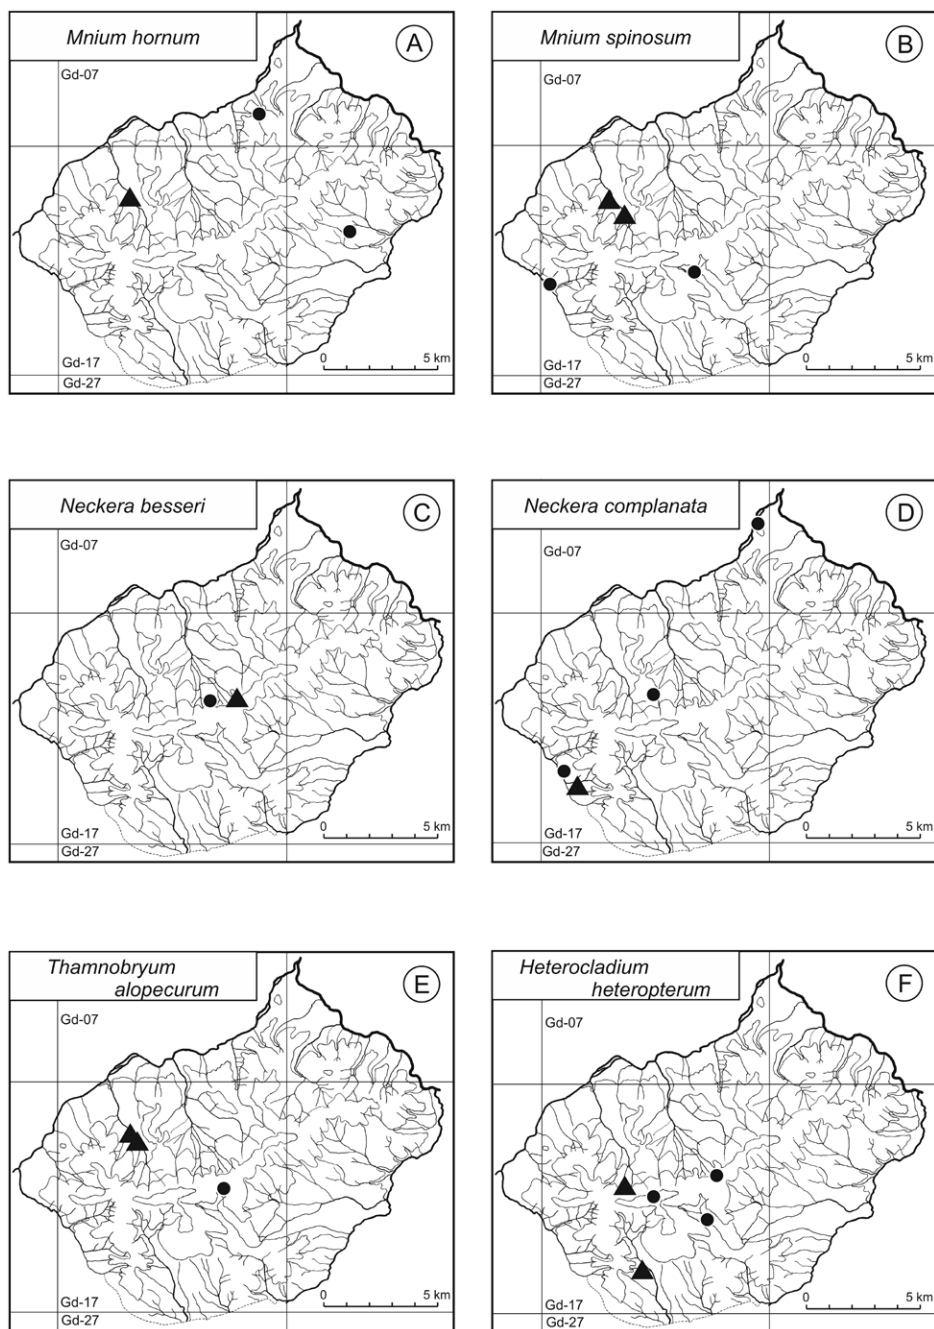 Mnium hornum
A
Gd-07
Gd-17
Gd-27
0
5 km
Mnium spinosum
B
Gd-07
Gd-17
Gd-27
0
5 km
Neckera besseri
C
Gd-07
Gd-17
Gd-27
0
5 km
Neckera complanata
D
Gd-07
Gd-17
Gd-27
0
5 km
Thamnobryum
alopecurum
E
Gd-07
Gd-17
Gd-27
0
5 km
Heterocladium
heteropterum
F
Gd-07
Gd-17
Gd-27
0
5 km